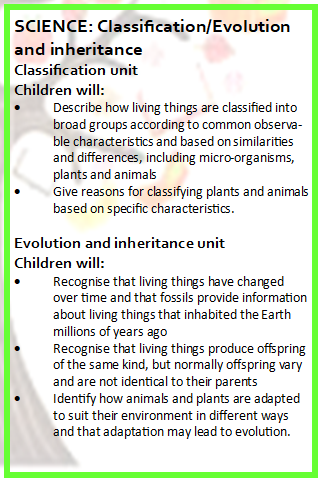 SCIENCE: Classification/Evolution
and inheritance
Classification unit
Children will:
• Describe how living things are classified into
broad groups according to common observa-
ble characteristics and based on similarities
and differences, including micro-organisms,
plants and animals
• Give reasons for classifying plants and animals
based on specific characteristics.
Evolution and inheritance unit
Children will:
• Recognise that living things have changed
over time and that fossils provide information
about living things that inhabited the Earth
millions of years ago
• Recognise that living things produce offspring
of the same kind, but normally offspring vary
and are not identical to their parents
• Identify how animals and plants are adapted
to suit their environment in different ways
and that adaptation may lead to evolution.